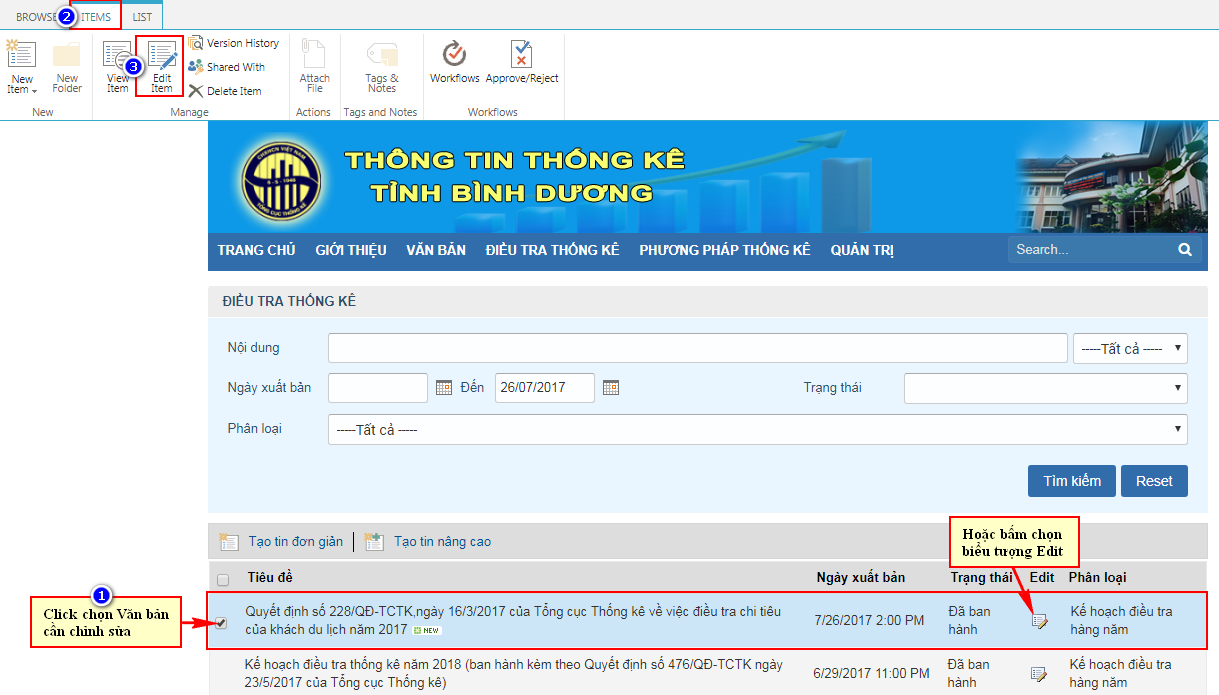 BROWSE 2 ITEMS LIST
New Item
New Folder
View Item
3
Edit Item
Version History
Shared With
Delete Item
Attach File
Tags & Notes
Workflows
Approve/Reject
New
Manage
Actions
Tags and Notes
Workflows
THÔNG TIN THỐNG KÊ
TỈNH BÌNH DƯƠNG
TRANG CHỦ GIỚI THIỆU VĂN BẢN ĐIỀU TRA THỐNG KÊ PHƯƠNG PHÁP THỐNG KÊ QUẢN TRỊ Search...
ĐIỀU TRA THỐNG KÊ
Nội dung -----Tất cả -----
Ngày xuất bản Đến 26/07/2017 Trạng thái
Phân loại -----Tất cả -----
Tìm kiếm Reset
Tạo tin đơn giản Tạo tin nâng cao
Hoặc bấm chọn
biểu tượng Edit
Tiêu đề Ngày xuất bản Trạng thái Edit Phân loại
1
Click chọn Văn bản
cần chỉnh sửa
Quyết định số 228/QĐ-TCTK,ngày 16/3/2017 của Tổng cục Thống kê về việc điều tra chi tiêu
của khách du lịch năm 2017 NEW
7/26/2017 2:00 PM
Đã ban
hành
Kế hoạch điều tra
hàng năm
Kế hoạch điều tra thống kê năm 2018 (ban hành kèm theo Quyết định số 476/QĐ-TCTK ngày
23/5/2017 của Tổng cục Thống kê)
6/29/2017 11:00 PM
Đã ban
hành
Kế hoạch điều tra
hàng năm